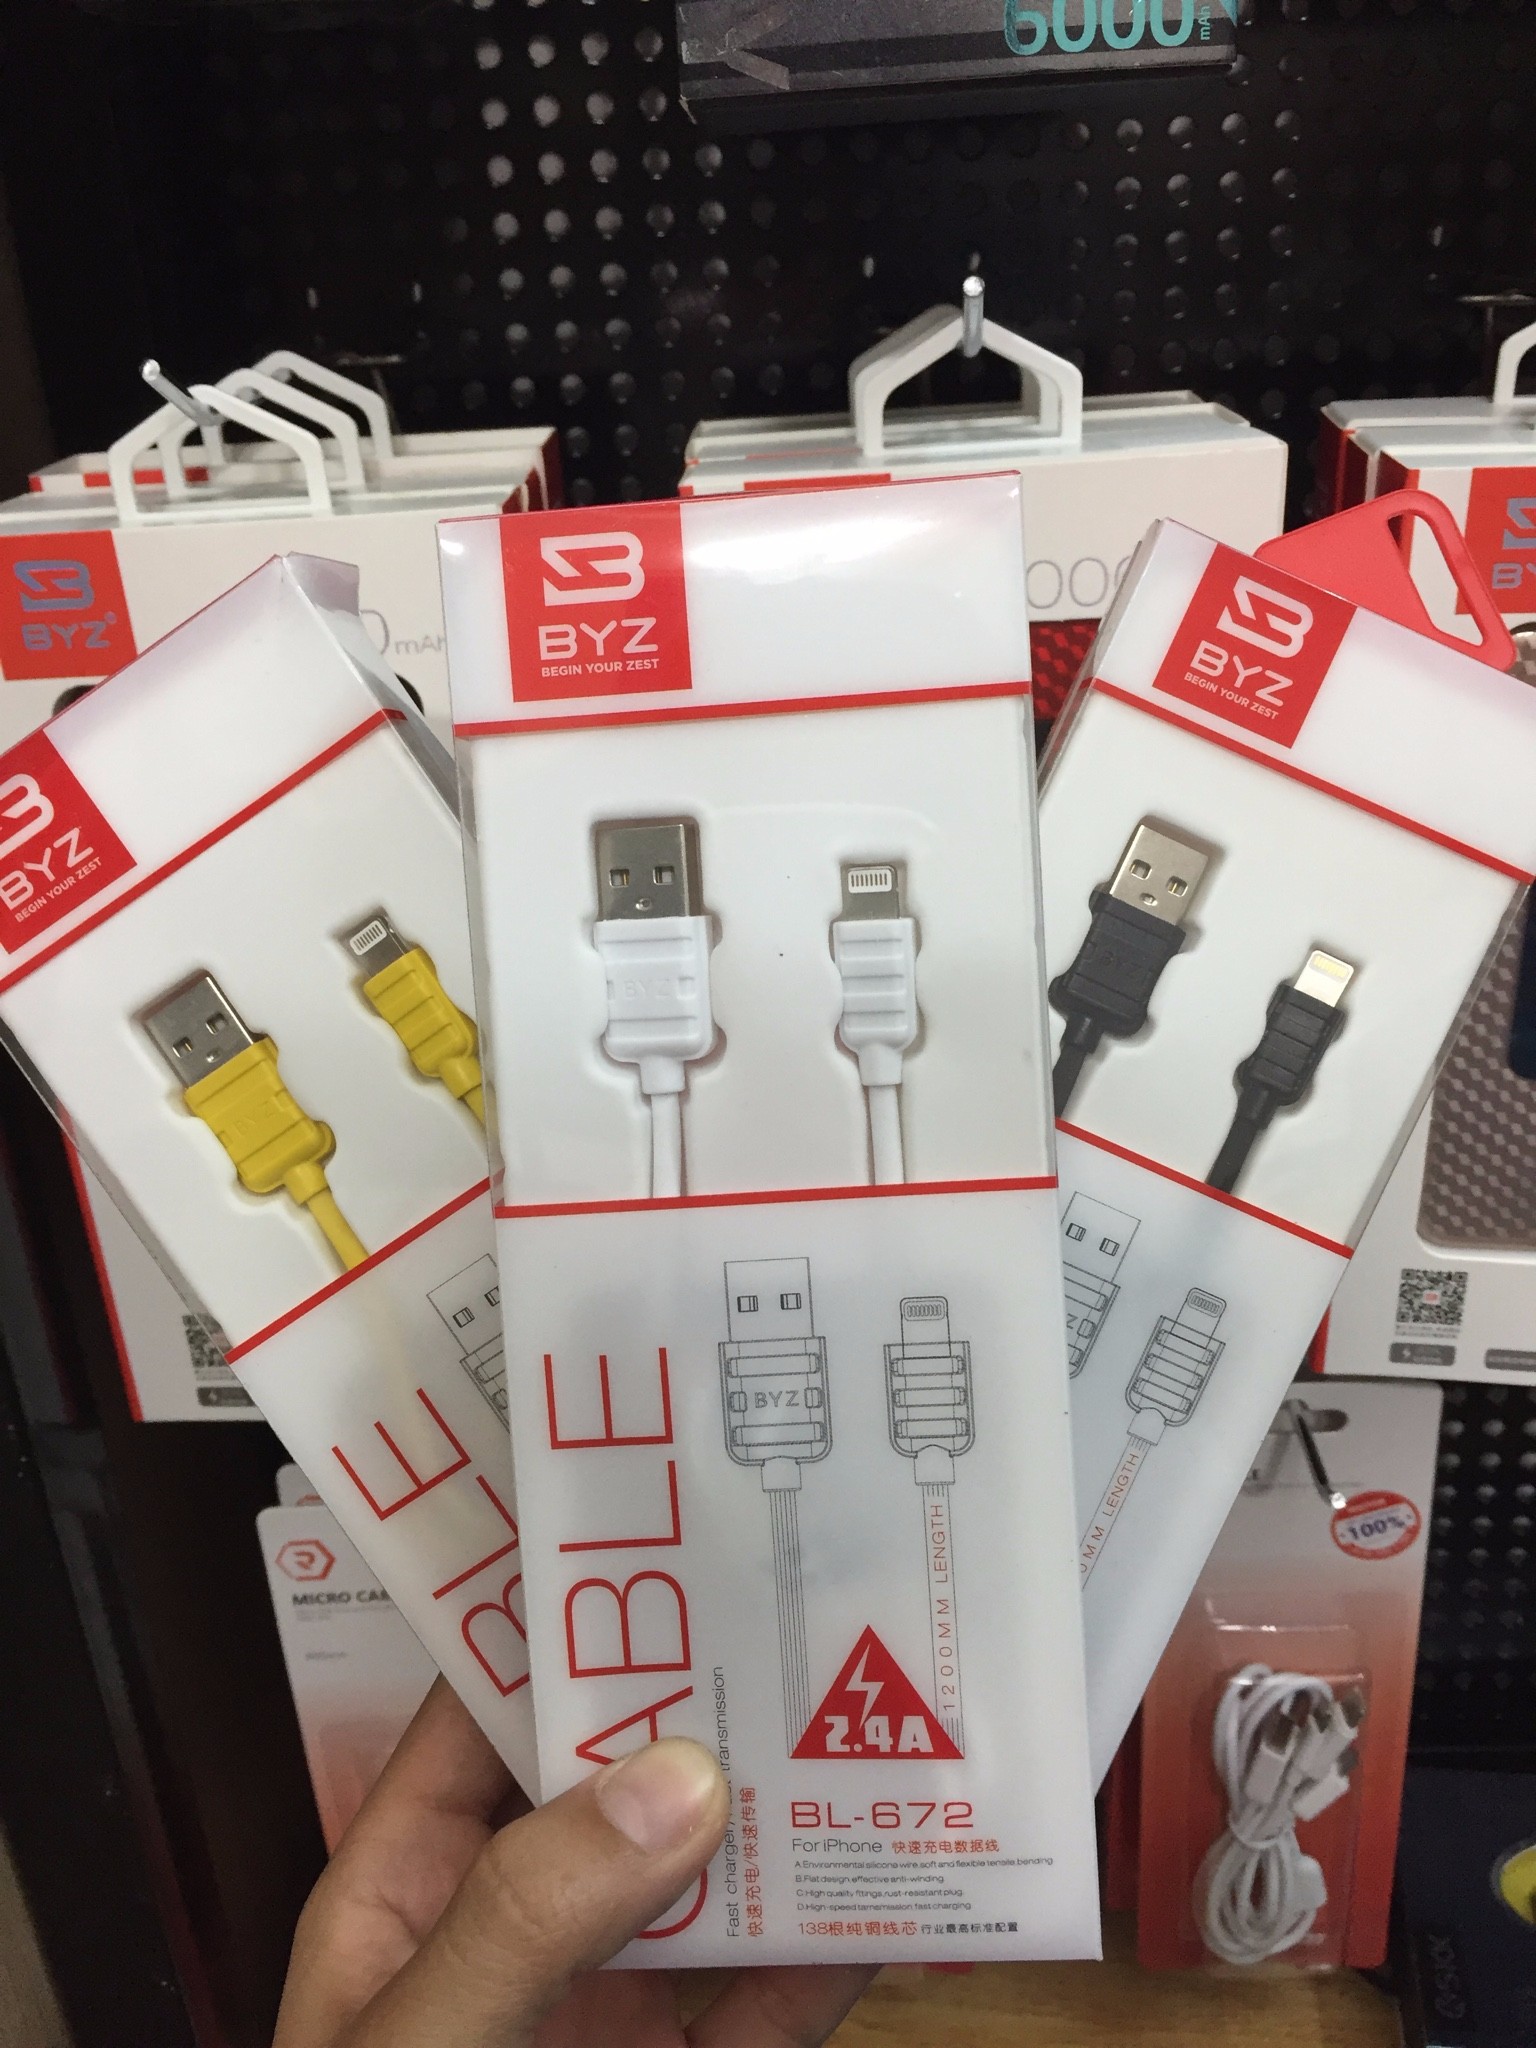 6000 mAh
BYZ
mAh
BYZ
BEGIN YOUR ZEST
BYZ
BEGIN YOUR ZEST
BYZ
BEGIN YOUR ZEST
BYZ
BYZ
BYZ
BLE
CABLE
Fast charger/ transmission
快速充电/快速传输
BYZ
1200MM LENGTH
2.4A
BL-672
For iPhone 快速充电数据线
A.Environmental silicone wire,soft and flexible tensile,bending
B.Flat design,effective anti-winding
C.High quality fittings,rust-resistant plug.
D.High-speed tarnsmission,fast charging
138根纯铜线芯 行业最高标准配置
MM LENGTH
R
MICRO CAB
100%